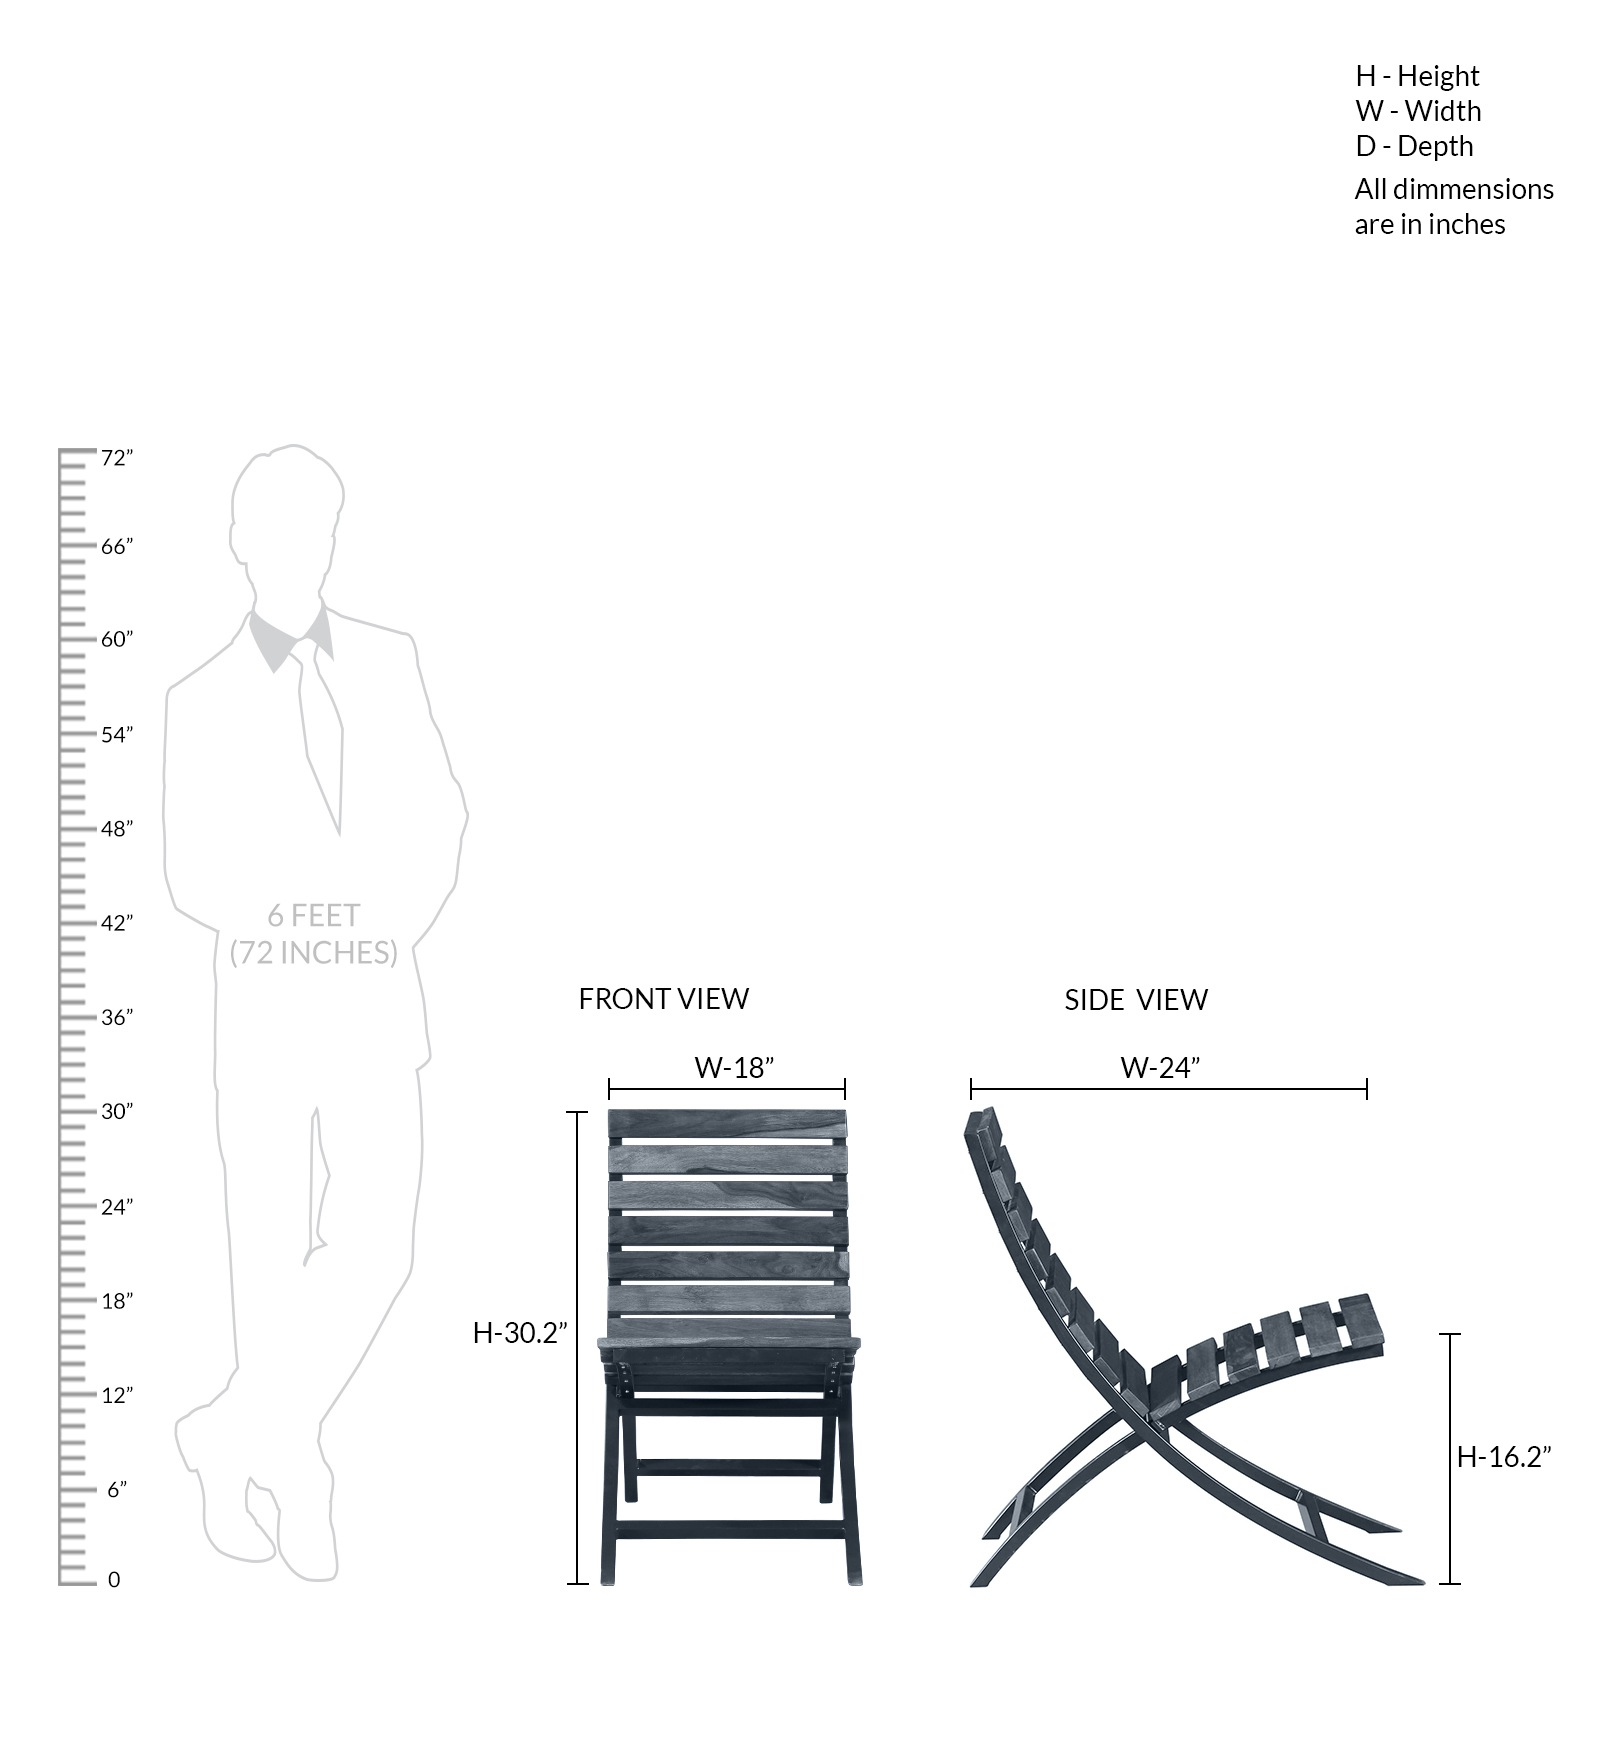 H - Height
W - Width
D - Depth
All dimmensions
are in inches
72”
66”
60”
54”
48”
42”
36”
30”
24”
18”
12”
6”
0
6 FEET
(72 INCHES)
FRONT VIEW
W-18”
H-30.2”
SIDE VIEW
W-24”
H-16.2”